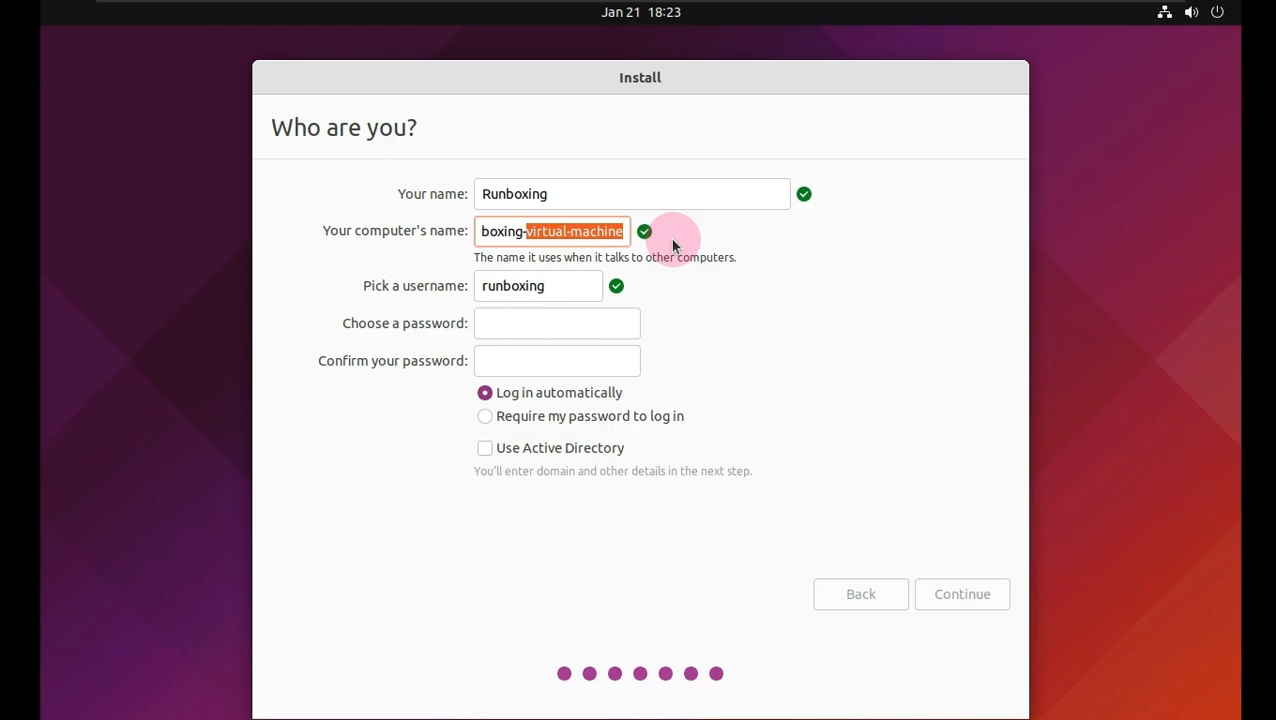 Jan 21 18:23
Install
Who are you?
Your name: Runboxing
Your computer's name: boxing-virtual-machine
The name it uses when it talks to other computers.
Pick a username: runboxing
Choose a password:
Confirm your password:
Log in automatically
Require my password to log in
Use Active Directory
You'll enter domain and other details in the next step.
Back Continue